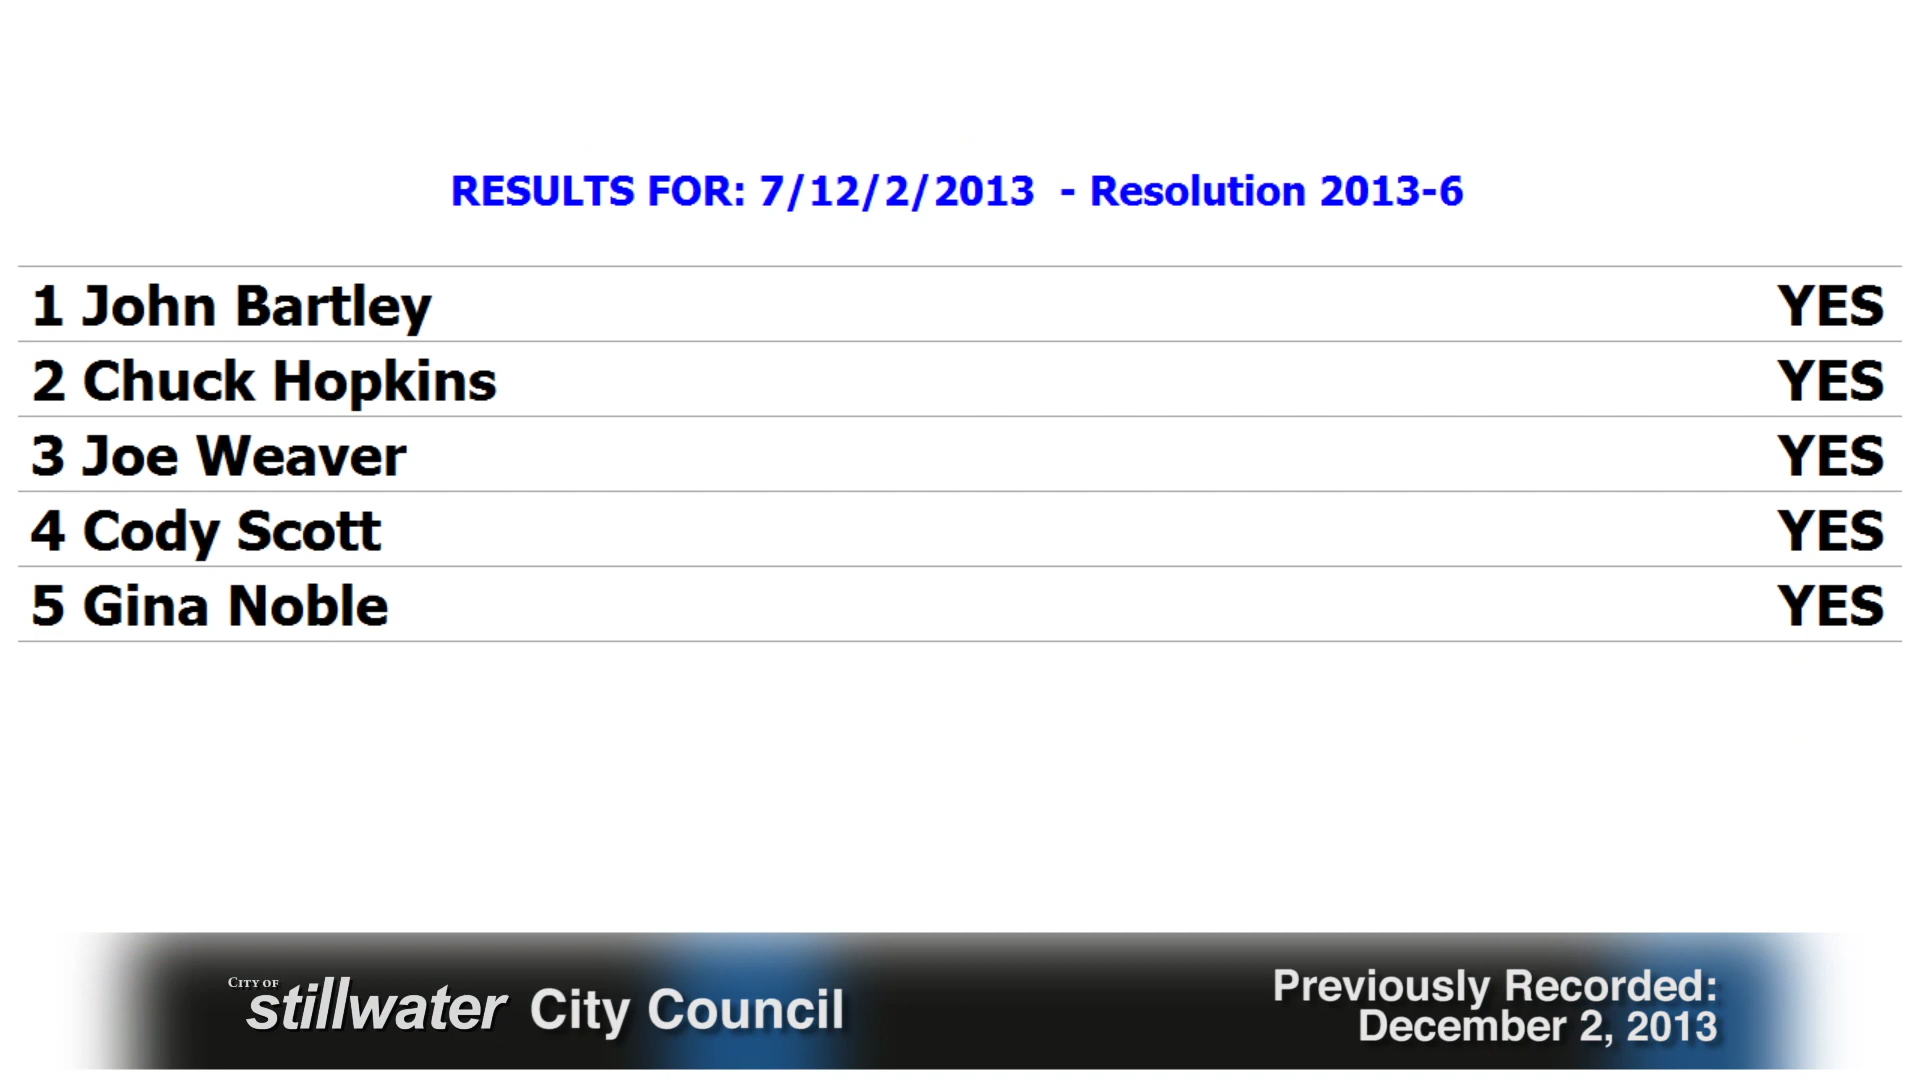 RESULTS FOR: 7/12/2/2013 - Resolution 2013-6
1 John Bartley YES
2 Chuck Hopkins YES
3 Joe Weaver YES
4 Cody Scott YES
5 Gina Noble YES
CITY OF
stillwater City Council
Previously Recorded:
December 2, 2013